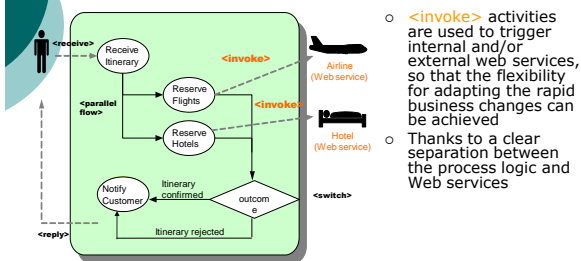 <receive>
Receive
Itinerary
<invoke>
Airline
(Web service)
<parallel
flow>
Reserve
Flights
<invoke>
Reserve
Hotels
Hotel
(Web service)
Notify
Customer
Itinerary
confirmed
outcom
e
<switch>
<reply>
Itinerary rejected
o <invoke> activities
are used to trigger
internal and/or
external web services,
so that the flexibility
for adapting the rapid
business changes can
be achieved
o Thanks to a clear
separation between
the process logic and
Web services